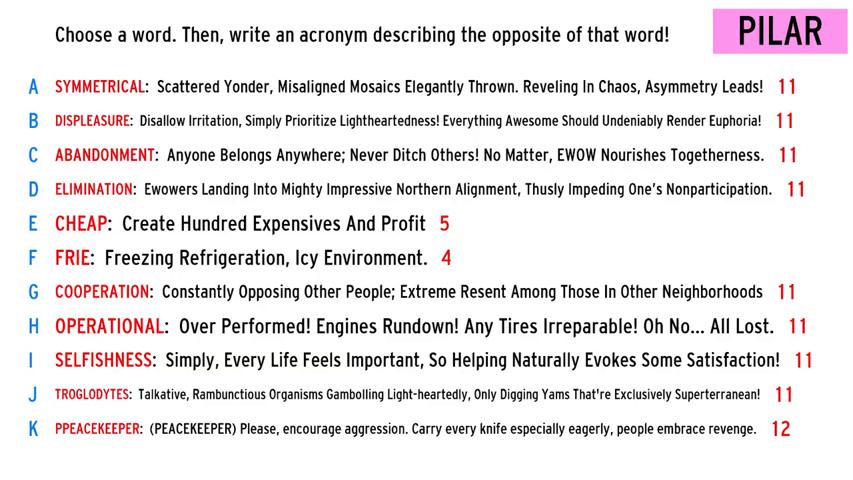 Choose a word. Then, write an acronym describing the opposite of that word! PILAR
A SYMMETRICAL: Scattered Yonder, Misaligned Mosaics Elegantly Thrown. Reveling In Chaos, Asymmetry Leads! 11
B DISPLEASURE: Disallow Irritation, Simply Prioritize Lightheartedness! Everything Awesome Should Undeniably Render Euphoria! 11
C ABANDONMENT: Anyone Belongs Anywhere; Never Ditch Others! No Matter, EWOW Nourishes Togetherness. 11
D ELIMINATION: Ewowers Landing Into Mighty Impressive Northern Alignment, Thusly Impeding One's Nonparticipation. 11
E CHEAP: Create Hundred Expensives And Profit 5
F FRIE: Freezing Refrigeration, Icy Environment. 4
G COOPERATION: Constantly Opposing Other People; Extreme Resent Among Those In Other Neighborhoods 11
H OPERATIONAL: Over Performed! Engines Rundown! Any Tires Irreparable! Oh No... All Lost. 11
I SELFISHNESS: Simply, Every Life Feels Important, So Helping Naturally Evokes Some Satisfaction! 11
J TROGLODYTES: Talkative, Rambunctious Organisms Gambolling Light-heartedly, Only Digging Yams That're Exclusively Superterranean! 11
K PPEACEKEEPER: (PEACEKEEPER) Please, encourage aggression. Carry every knife especially eagerly, people embrace revenge. 12